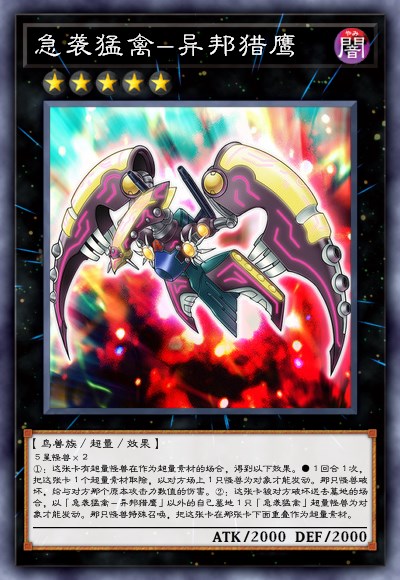 急袭猛禽-异邦猎鹰
やみ
闇
【鸟兽族/超量/效果】
5星怪兽×2
①：这张卡有超量怪兽在作为超量素材的场合，得到以下效果。●1回合1次，
把这张卡1个超量素材取除，以对方场上1只怪兽为对象才能发动。那只怪兽破
坏，给与对方那个原本攻击力数值的伤害。②：这张卡被对方破坏送去墓地的场
合，以「急袭猛禽-异邦猎鹰」以外的自己墓地1只「急袭猛禽」超量怪兽为对
象才能发动。那只怪兽特殊召唤，把这张卡在那张卡下面重叠作为超量素材。
ATK/2000 DEF/2000